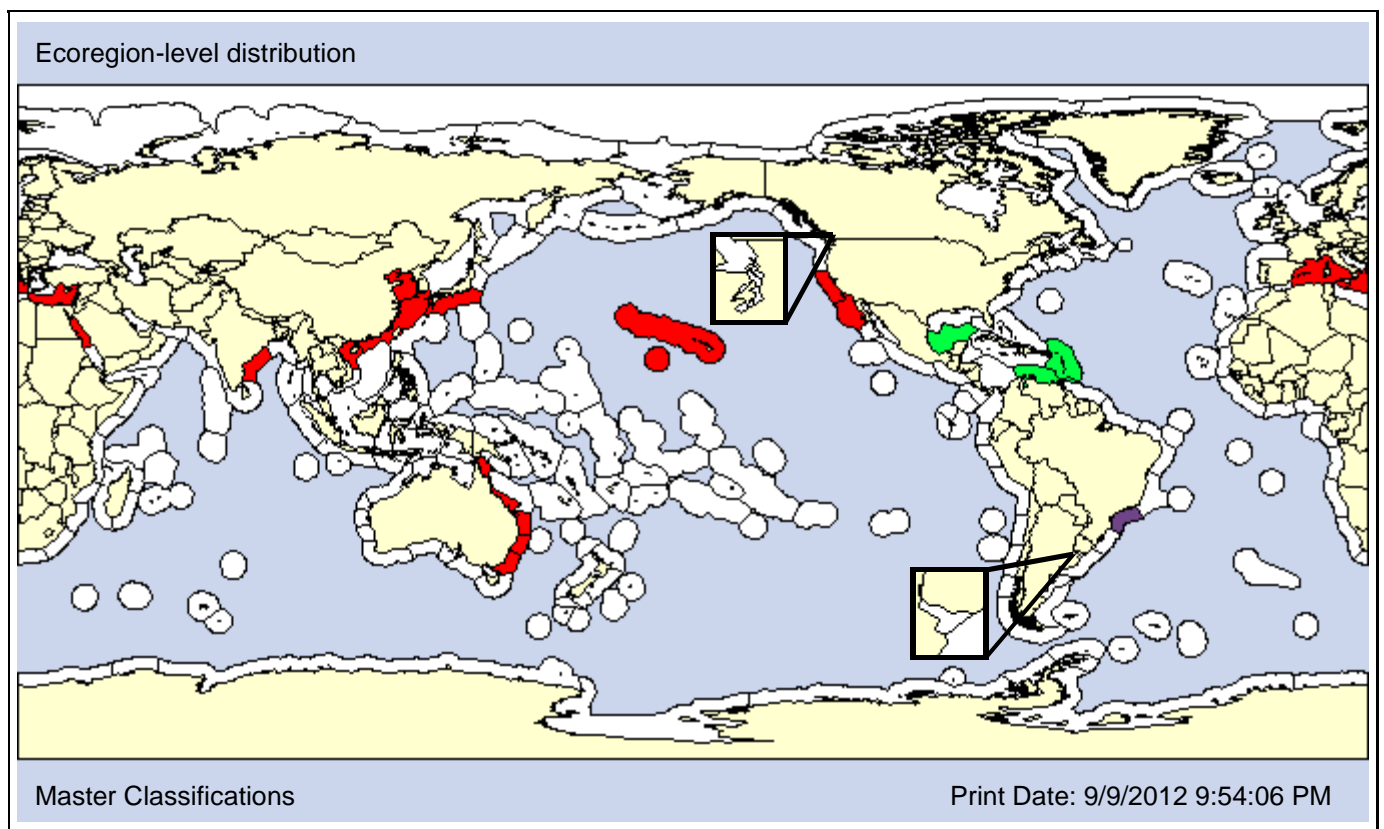 Ecoregion-level distribution
Master Classifications
Print Date: 9/9/2012 9:54:06 PM